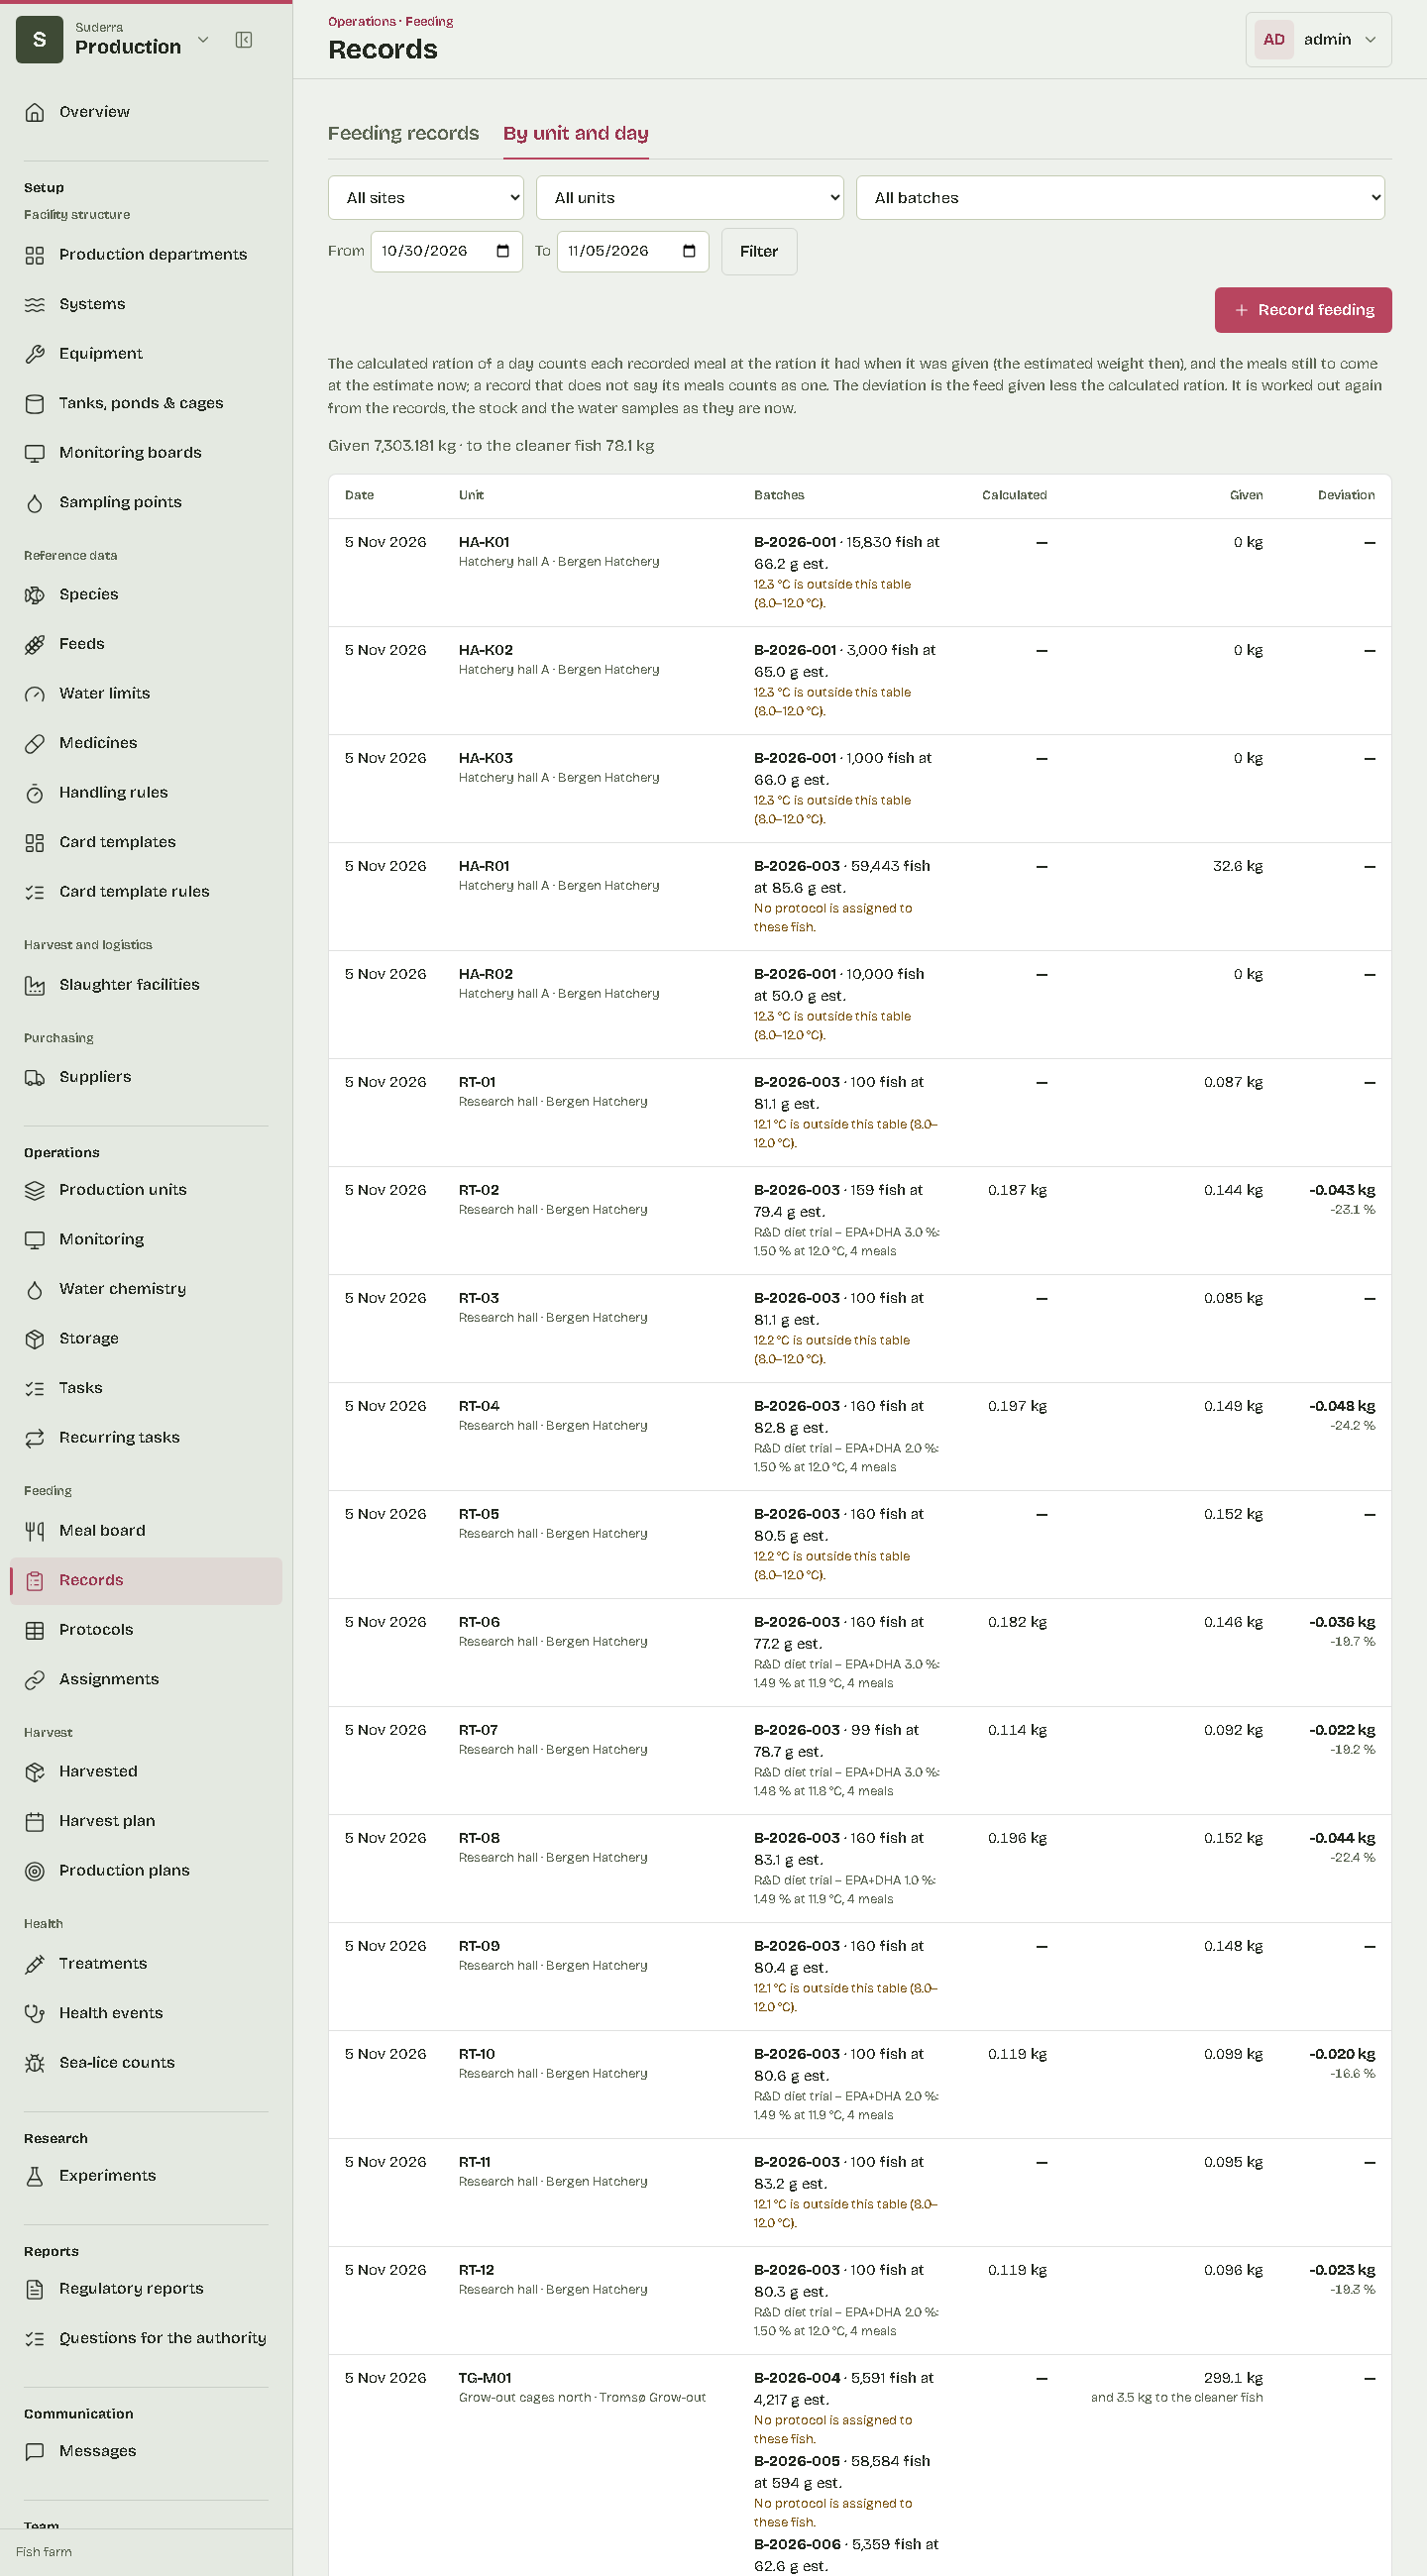 S
Suderra
Production
Overview
Setup
Facility structure
Production departments
Systems
Equipment
Tanks, ponds & cages
Monitoring boards
Sampling points
Reference data
Species
Feeds
Water limits
Medicines
Handling rules
Card templates
Card template rules
Harvest and logistics
Slaughter facilities
Purchasing
Suppliers
Operations
Production units
Monitoring
Water chemistry
Storage
Tasks
Recurring tasks
Feeding
Meal board
Records
Protocols
Assignments
Harvest
Harvested
Harvest plan
Production plans
Health
Treatments
Health events
Sea-lice counts
Research
Experiments
Reports
Regulatory reports
Questions for the authority
Communication
Messages
Team
Fish farm
Operations · Feeding
Records
AD admin
Feeding records By unit and day
All sites All units All batches
From 10/30/2026 To 11/05/2026 Filter
+ Record feeding
The calculated ration of a day counts each recorded meal at the ration it had when it was given (the estimated weight then), and the meals still to come
at the estimate now; a record that does not say its meals counts as one. The deviation is the feed given less the calculated ration. It is worked out again
from the records, the stock and the water samples as they are now.
Given 7,303.181 kg · to the cleaner fish 78.1 kg
Date Unit Batches Calculated Given Deviation
5 Nov 2026 HA-K01 B-2026-001 · 15,830 fish at — 0 kg —
Hatchery hall A · Bergen Hatchery 66.2 g est.
12.3 °C is outside this table
(8.0–12.0 °C).
5 Nov 2026 HA-K02 B-2026-001 · 3,000 fish at — 0 kg —
Hatchery hall A · Bergen Hatchery 65.0 g est.
12.3 °C is outside this table
(8.0–12.0 °C).
5 Nov 2026 HA-K03 B-2026-001 · 1,000 fish at — 0 kg —
Hatchery hall A · Bergen Hatchery 66.0 g est.
12.3 °C is outside this table
(8.0–12.0 °C).
5 Nov 2026 HA-R01 B-2026-003 · 59,443 fish — 32.6 kg —
Hatchery hall A · Bergen Hatchery at 85.6 g est.
No protocol is assigned to
these fish.
5 Nov 2026 HA-R02 B-2026-001 · 10,000 fish — 0 kg —
Hatchery hall A · Bergen Hatchery at 50.0 g est.
12.3 °C is outside this table
(8.0–12.0 °C).
5 Nov 2026 RT-01 B-2026-003 · 100 fish at — 0.087 kg —
Research hall · Bergen Hatchery 81.1 g est.
12.1 °C is outside this table (8.0–
12.0 °C).
5 Nov 2026 RT-02 B-2026-003 · 159 fish at 0.187 kg 0.144 kg -0.043 kg
Research hall · Bergen Hatchery 79.4 g est. -23.1 %
R&D diet trial – EPA+DHA 3.0 %:
1.50 % at 12.0 °C, 4 meals
5 Nov 2026 RT-03 B-2026-003 · 100 fish at — 0.085 kg —
Research hall · Bergen Hatchery 81.1 g est.
12.2 °C is outside this table
(8.0–12.0 °C).
5 Nov 2026 RT-04 B-2026-003 · 160 fish at 0.197 kg 0.149 kg -0.048 kg
Research hall · Bergen Hatchery 82.8 g est. -24.2 %
R&D diet trial – EPA+DHA 2.0 %:
1.50 % at 12.0 °C, 4 meals
5 Nov 2026 RT-05 B-2026-003 · 160 fish at — 0.152 kg —
Research hall · Bergen Hatchery 80.5 g est.
12.2 °C is outside this table
(8.0–12.0 °C).
5 Nov 2026 RT-06 B-2026-003 · 160 fish at 0.182 kg 0.146 kg -0.036 kg
Research hall · Bergen Hatchery 77.2 g est. -19.7 %
R&D diet trial – EPA+DHA 3.0 %:
1.49 % at 11.9 °C, 4 meals
5 Nov 2026 RT-07 B-2026-003 · 99 fish at 0.114 kg 0.092 kg -0.022 kg
Research hall · Bergen Hatchery 78.7 g est. -19.2 %
R&D diet trial – EPA+DHA 3.0 %:
1.48 % at 11.8 °C, 4 meals
5 Nov 2026 RT-08 B-2026-003 · 160 fish at 0.196 kg 0.152 kg -0.044 kg
Research hall · Bergen Hatchery 83.1 g est. -22.4 %
R&D diet trial – EPA+DHA 1.0 %:
1.49 % at 11.9 °C, 4 meals
5 Nov 2026 RT-09 B-2026-003 · 160 fish at — 0.148 kg —
Research hall · Bergen Hatchery 80.4 g est.
12.1 °C is outside this table (8.0–
12.0 °C).
5 Nov 2026 RT-10 B-2026-003 · 100 fish at 0.119 kg 0.099 kg -0.020 kg
Research hall · Bergen Hatchery 80.6 g est. -16.6 %
R&D diet trial – EPA+DHA 2.0 %:
1.49 % at 11.9 °C, 4 meals
5 Nov 2026 RT-11 B-2026-003 · 100 fish at — 0.095 kg —
Research hall · Bergen Hatchery 83.2 g est.
12.1 °C is outside this table (8.0–
12.0 °C).
5 Nov 2026 RT-12 B-2026-003 · 100 fish at 0.119 kg 0.096 kg -0.023 kg
Research hall · Bergen Hatchery 80.3 g est. -19.3 %
R&D diet trial – EPA+DHA 2.0 %:
1.50 % at 12.0 °C, 4 meals
5 Nov 2026 TG-M01 B-2026-004 · 5,591 fish at — 299.1 kg —
Grow-out cages north · Tromsø Grow-out 4,217 g est. and 3.5 kg to the cleaner fish
No protocol is assigned to
these fish.
B-2026-005 · 58,584 fish
at 594 g est.
No protocol is assigned to
these fish.
B-2026-006 · 5,359 fish at
62.6 g est.